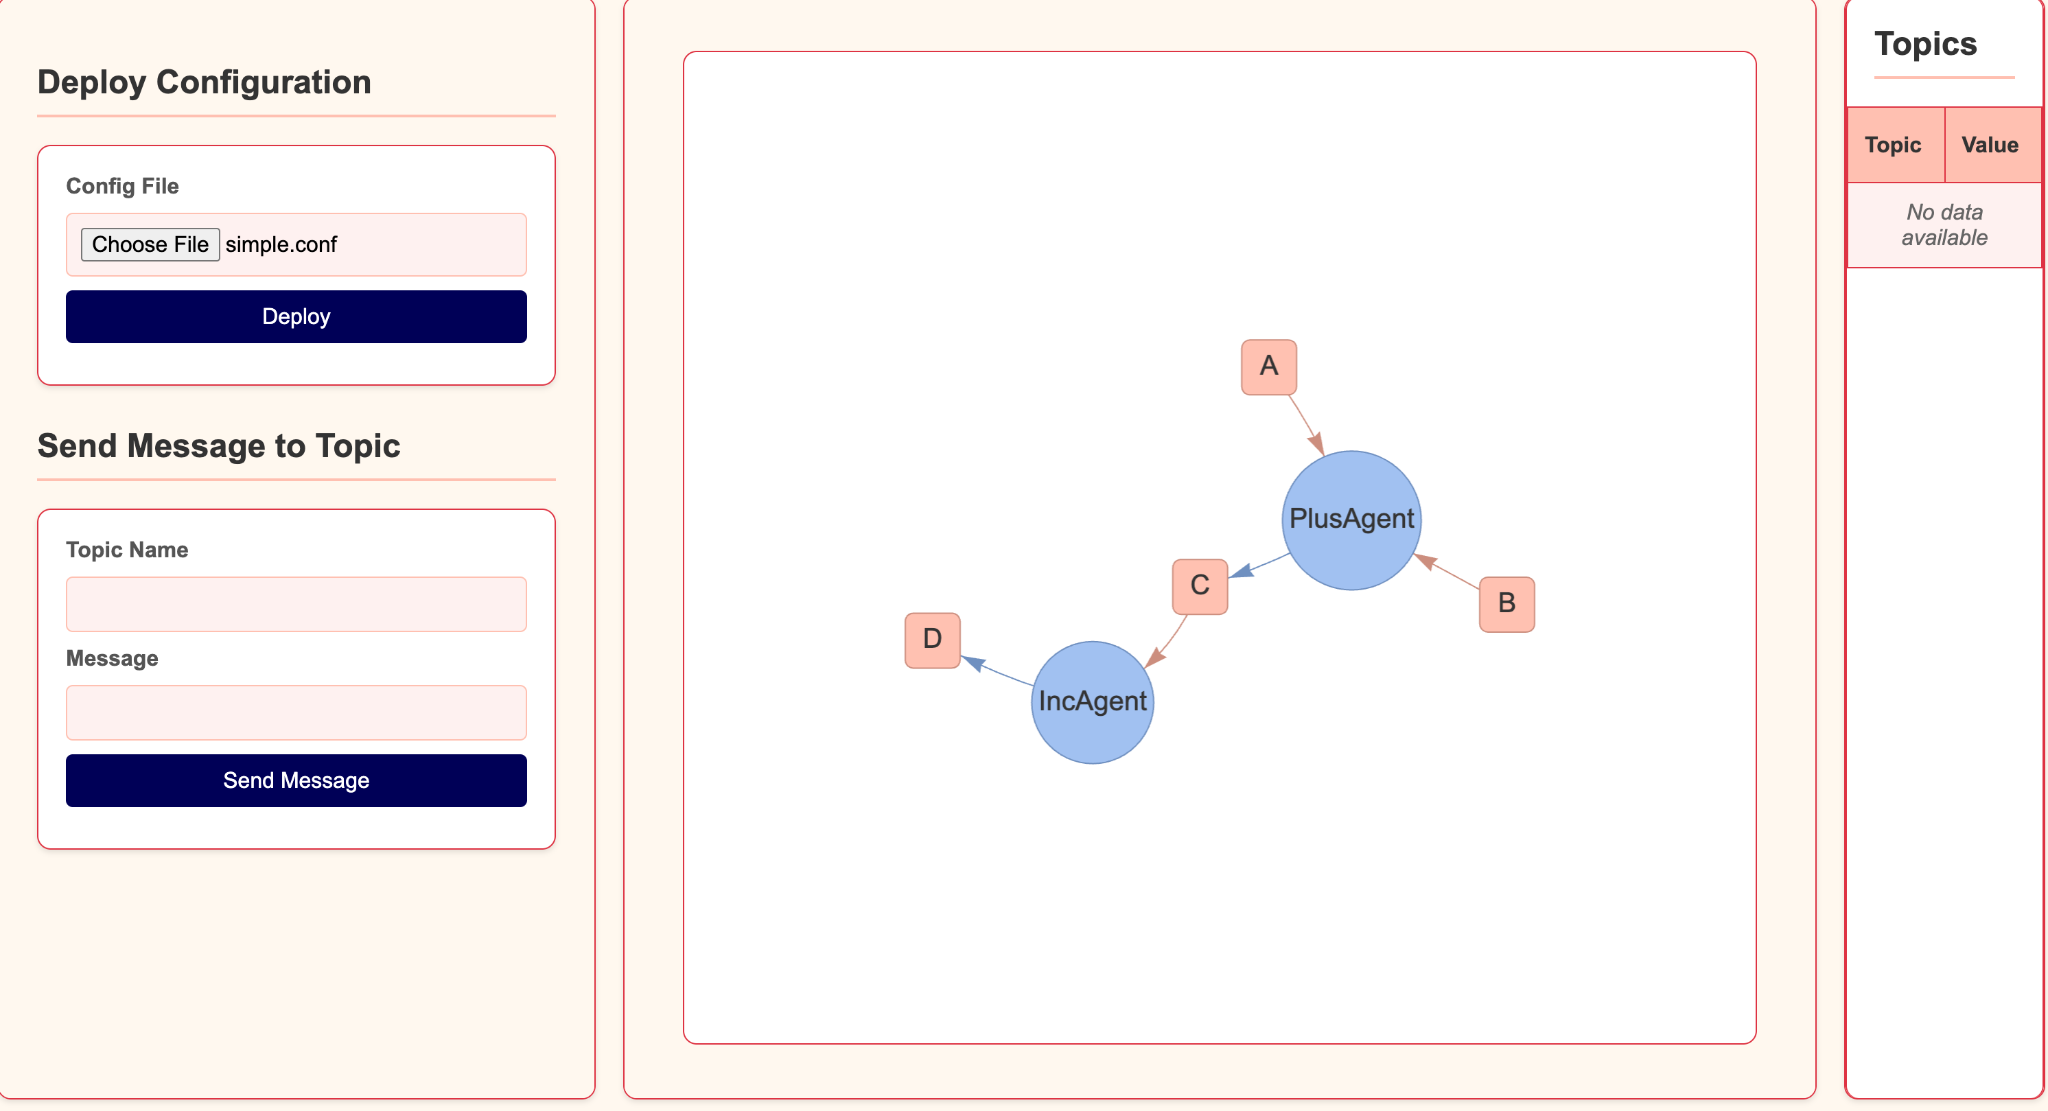 Deploy Configuration
Config File
Choose File simple.conf
Deploy
Send Message to Topic
Topic Name
Message
Send Message
A
PlusAgent
C
B
D
IncAgent
Topics
Topic Value
No data
available